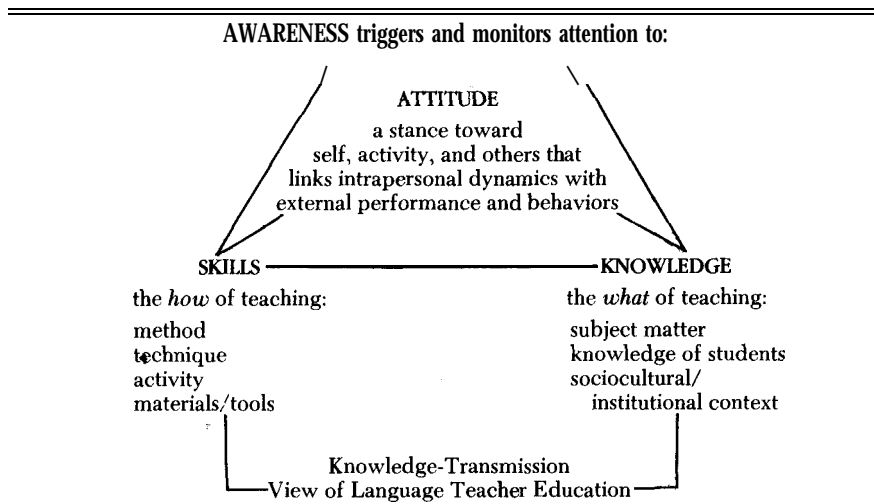 AWARENESS triggers and monitors attention to:
ATTITUDE
a stance toward
self, activity, and others that
links intrapersonal dynamics with
external performance and behaviors
SKILLS
the how of teaching:
method
technique
activity
materials/tools
KNOWLEDGE
the what of teaching:
subject matter
knowledge of students
sociocultural/
institutional context
Knowledge-Transmission
View of Language Teacher Education